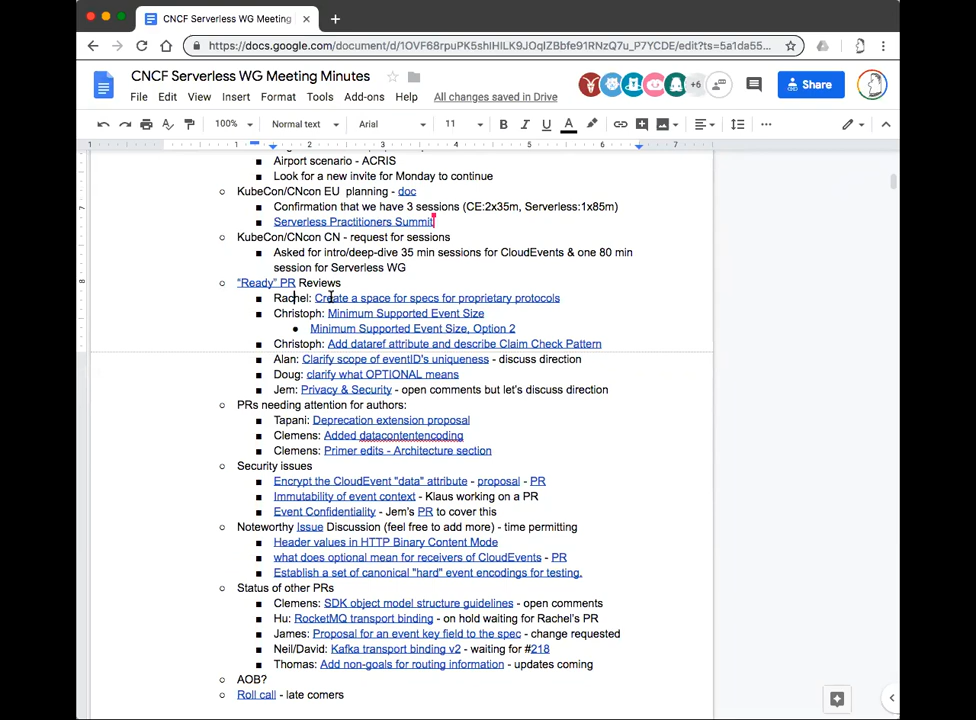 CNCF Serverless WG Meeting
https://docs.google.com/document/d/1OVF68rpuPK5shIHlLK9JOqIZBbfe91RNzQ7u_P7YCDE/edit?ts=5a1da55...
CNCF Serverless WG Meeting Minutes
+6
Share
File Edit View Insert Format Tools Add-ons Help All changes saved in Drive
100% Normal text Arial 11 B I U A
1 1 2 3 4 5 6 7
Airport scenario - ACRIS
Look for a new invite for Monday to continue
KubeCon/CNcon EU planning - doc
Confirmation that we have 3 sessions (CE:2x35m, Serverless:1x85m)
Serverless Practitioners Summit
KubeCon/CNcon CN - request for sessions
Asked for intro/deep-dive 35 min sessions for CloudEvents & one 80 min
session for Serverless WG
"Ready" PR Reviews
Rachel: Create a space for specs for proprietary protocols
Christoph: Minimum Supported Event Size
Minimum Supported Event Size, Option 2
Christoph: Add dataref attribute and describe Claim Check Pattern
Alan: Clarify scope of eventID's uniqueness - discuss direction
Doug: clarify what OPTIONAL means
Jem: Privacy & Security - open comments but let's discuss direction
PRs needing attention for authors:
Tapani: Deprecation extension proposal
Clemens: Added datacontentencoding
Clemens: Primer edits - Architecture section
Security issues
Encrypt the CloudEvent "data" attribute - proposal - PR
Immutability of event context - Klaus working on a PR
Event Confidentiality - Jem's PR to cover this
Noteworthy Issue Discussion (feel free to add more) - time permitting
Header values in HTTP Binary Content Mode
what does optional mean for receivers of CloudEvents - PR
Establish a set of canonical "hard" event encodings for testing.
Status of other PRs
Clemens: SDK object model structure guidelines - open comments
Hu: RocketMQ transport binding - on hold waiting for Rachel's PR
James: Proposal for an event key field to the spec - change requested
Neil/David: Kafka transport binding v2 - waiting for #218
Thomas: Add non-goals for routing information - updates coming
AOB?
Roll call - late comers